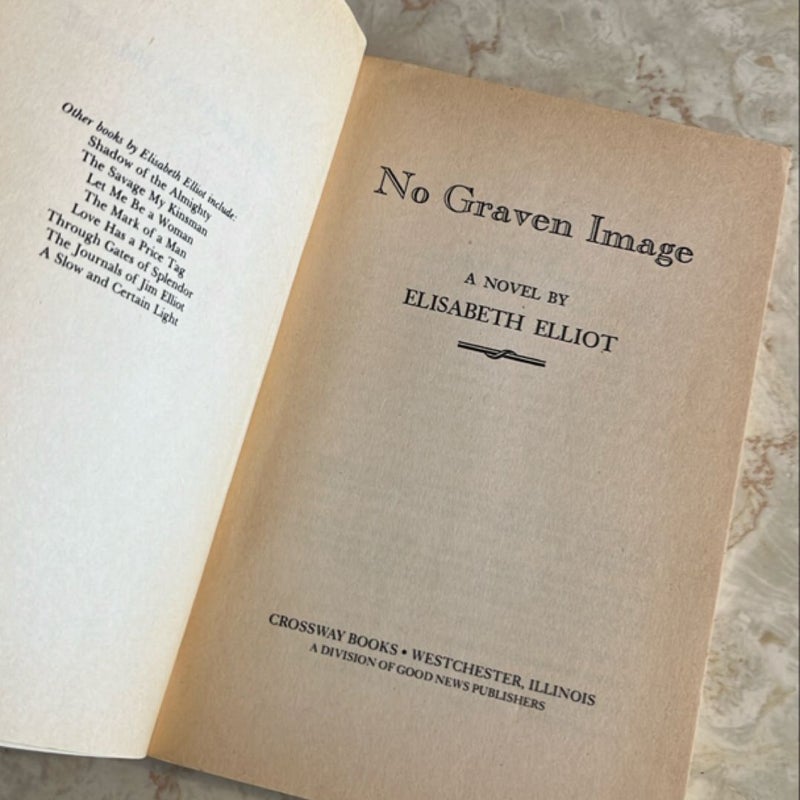 Other books by Elisabeth Elliot include:
Shadow of the Almighty
The Savage My Kinsman
Let Me Be a Woman
The Mark of a Man
Love Has a Price Tag
Through Gates of Splendor
The Journals of Jim Elliot
A Slow and Certain Light
No Graven Image
A NOVEL BY
ELISABETH ELLIOT
CROSSWAY BOOKS • WESTCHESTER, ILLINOIS
A DIVISION OF GOOD NEWS PUBLISHERS